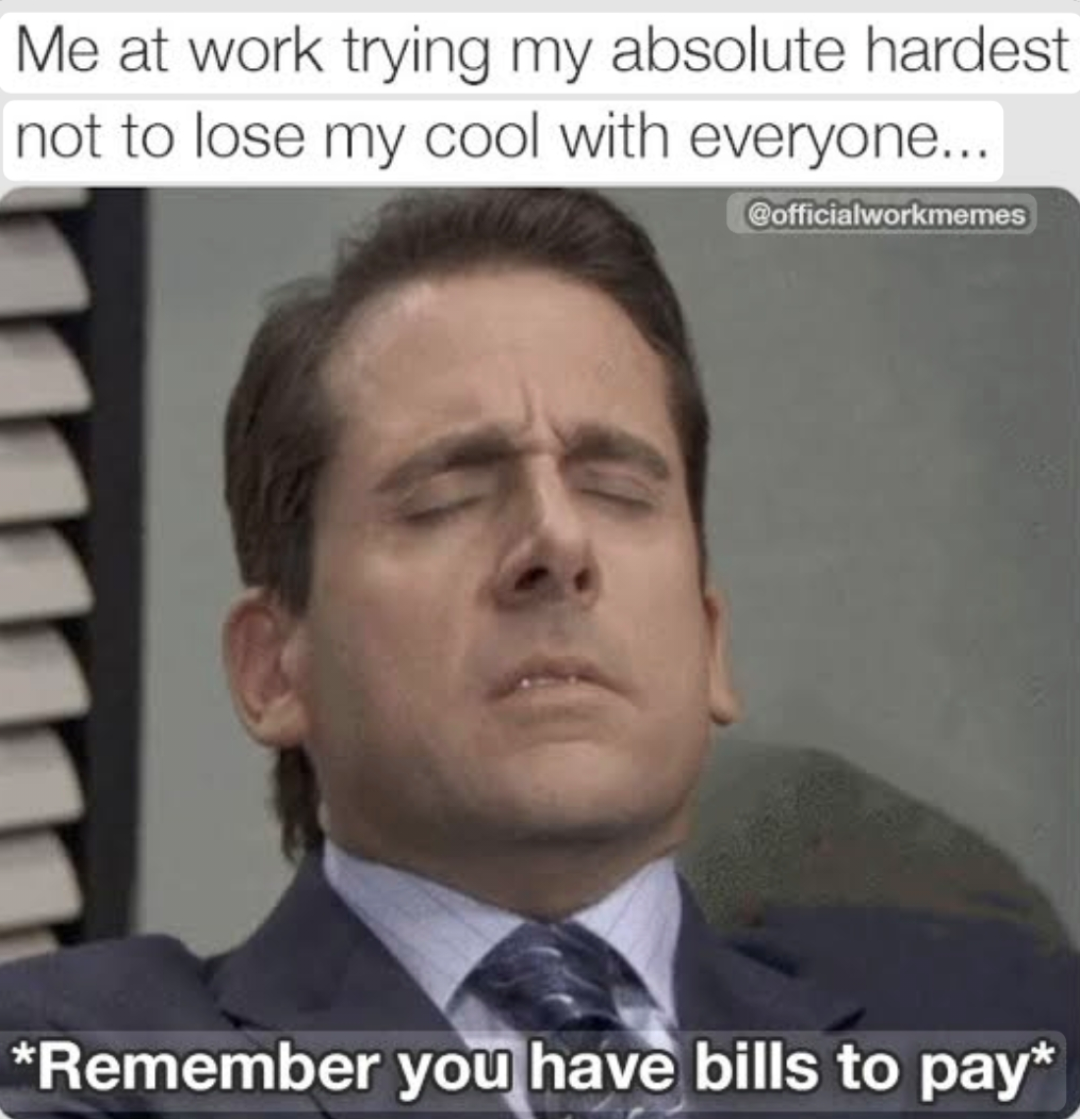 Me at work trying my absolute hardest
not to lose my cool with everyone...
@officialworkmemes
*Remember you have bills to pay*